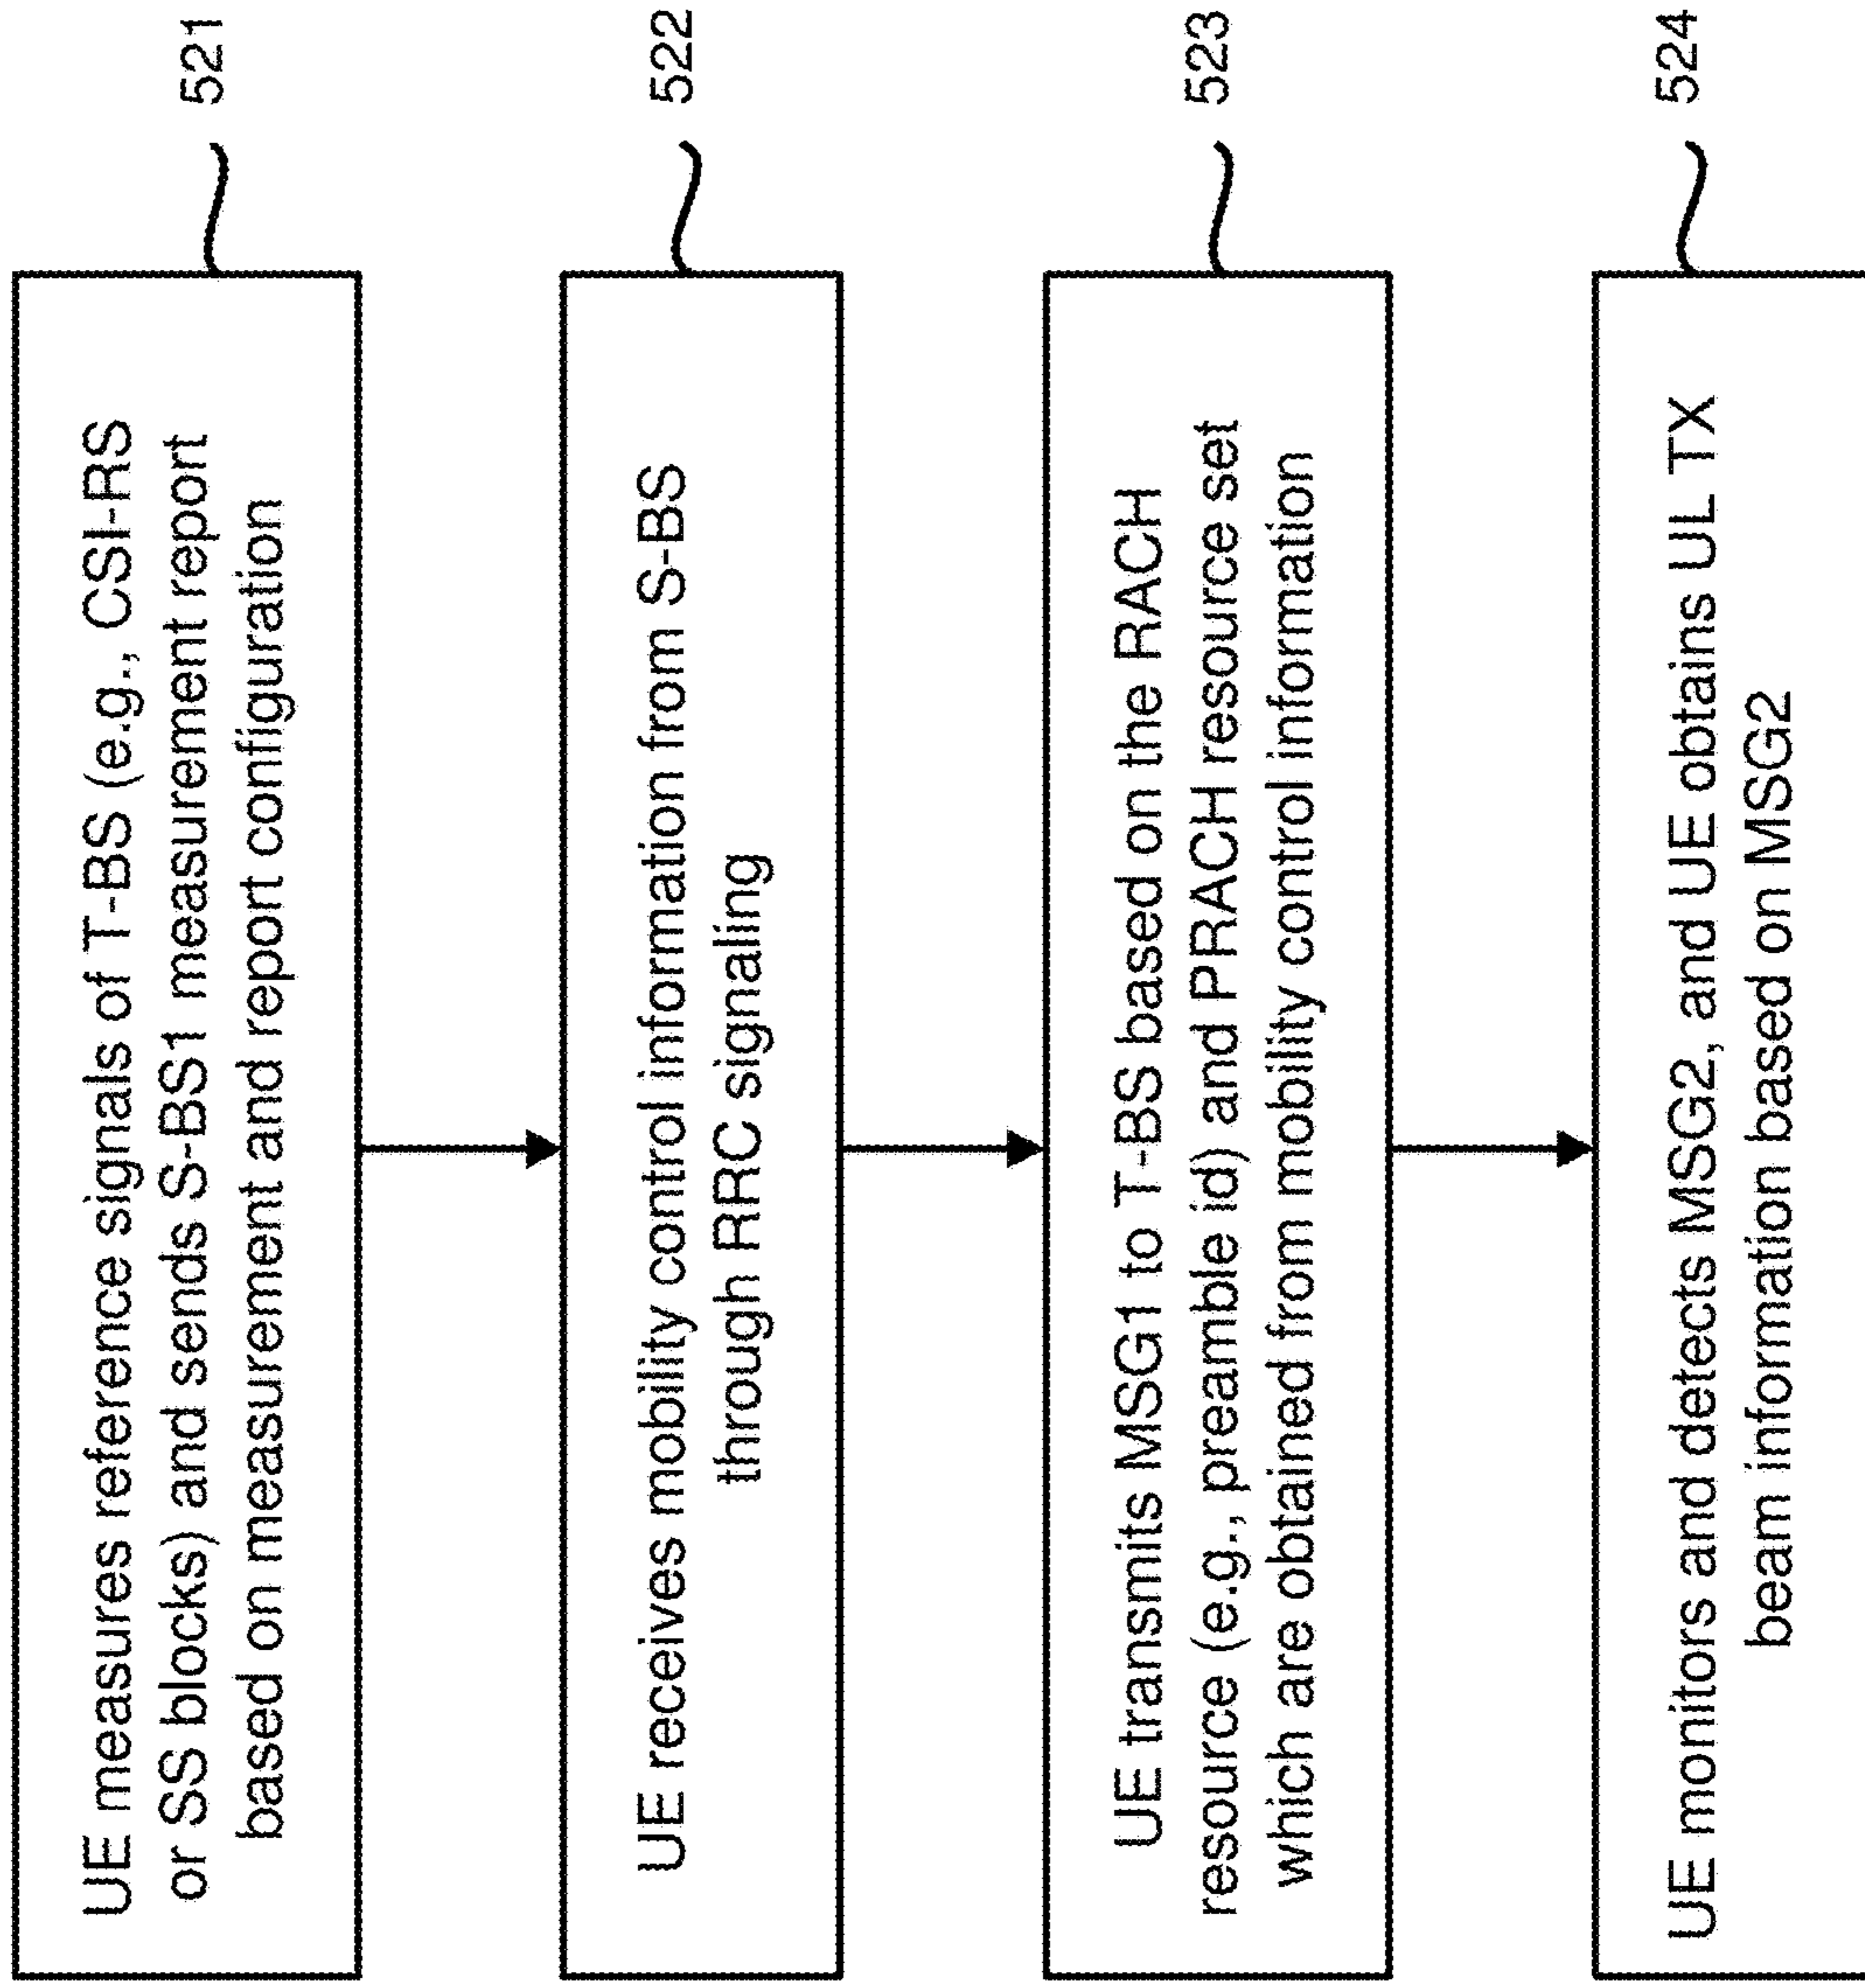 UE measures reference signals of T-BS (e.g., CSI-RS
or SS blocks) and sends S-BS1 measurement report
based on measurement and report configuration
521
UE receives mobility control information from S-BS
through RRC signaling
522
UE transmits MSG1 to T-BS based on the RACH
resource (e.g., preamble id) and PRACH resource set
which are obtained from mobility control information
523
UE monitors and detects MSG2, and UE obtains UL TX
beam information based on MSG2
524